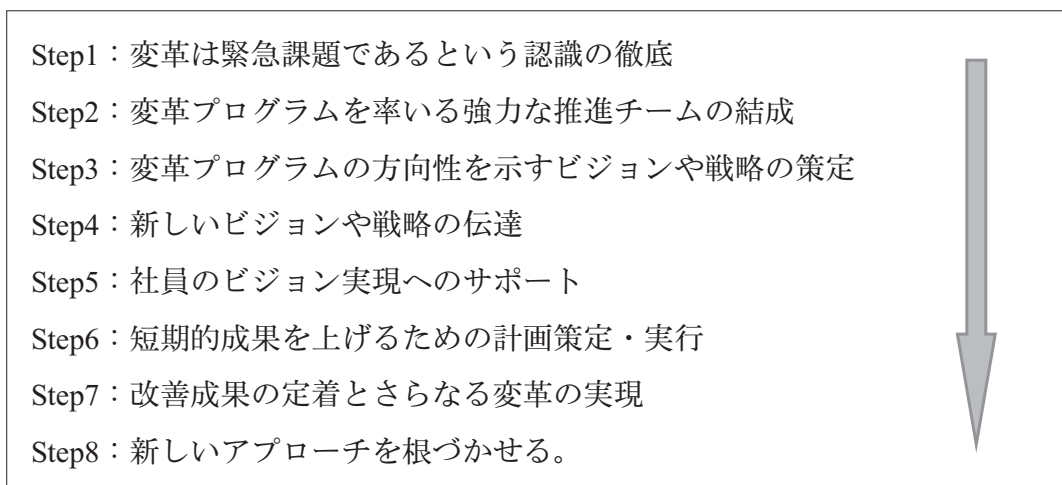 Step1：変革は緊急課題であるという認識の徹底
Step2：変革プログラムを率いる強力な推進チームの結成
Step3：変革プログラムの方向性を示すビジョンや戦略の策定
Step4：新しいビジョンや戦略の伝達
Step5：社員のビジョン実現へのサポート
Step6：短期的成果を上げるための計画策定・実行
Step7：改善成果の定着とさらなる変革の実現
Step8：新しいアプローチを根づかせる。